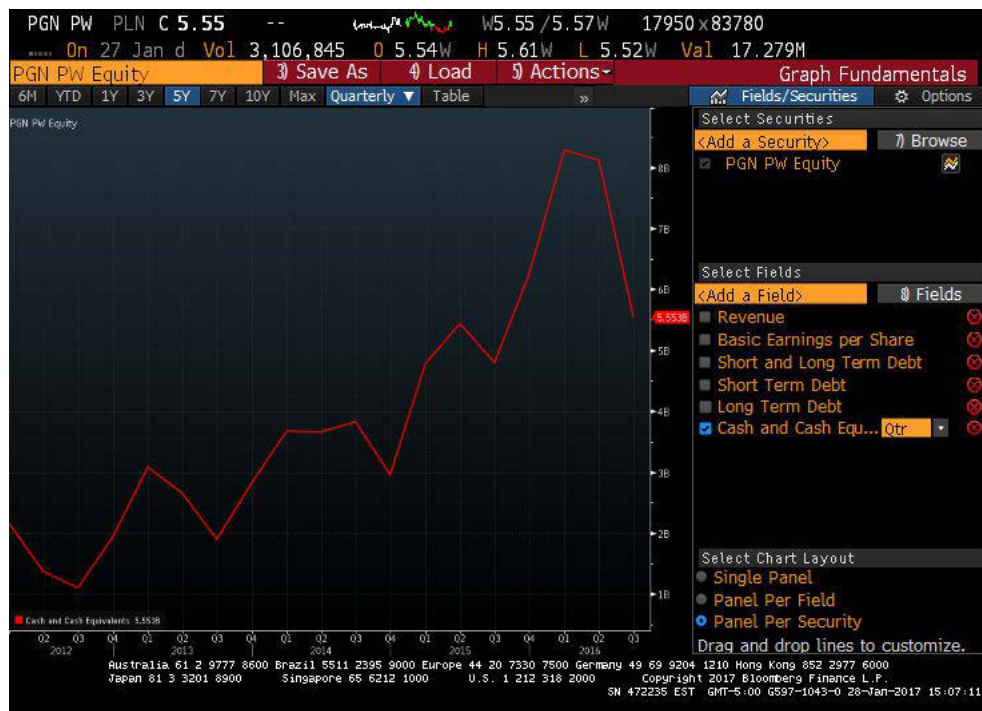 PGN PW PLN C 5.55 -- W5.55 /5.57W 17950 x 83780
On 27 Jan d Vol 3,106,845 O 5.54W H 5.61W L 5.52W Val 17.279M
PGN PW Equity 3) Save As 4) Load 5) Actions Graph Fundamentals
6M YTD 1Y 3Y 5Y 7Y 10Y Max Quarterly ▼ Table » Fields/Securities Options
PGN PW Equity
Select Securities
<Add a Security> 7) Browse
PGN PW Equity
8B
7B
Select Fields
6B
<Add a Field> 8) Fields
5.553B
Revenue
Basic Earnings per Share
5B
Short and Long Term Debt
Short Term Debt
Long Term Debt
4B
Cash and Cash Equ... Qtr
3B
2B
Select Chart Layout
Single Panel
1B
Panel Per Field
Cash and Cash Equivalents 5.553B
Panel Per Security
Q2 Q3 Q4 Q1 Q2 Q3 Q4 Q1 Q2 Q3 Q4 Q1 Q2 Q3 Q4 Q1 Q2 Q3
2012 2013 2014 2015 2016
Drag and drop lines to customize.
Australia 61 2 9777 8600 Brazil 5511 2395 9000 Europe 44 20 7330 7500 Germany 49 69 9204 1210 Hong Kong 852 2977 6000
Japan 81 3 3201 8900 Singapore 65 6212 1000 U.S. 1 212 318 2000 Copyright 2017 Bloomberg Finance L.P.
SN 472235 EST GMT-5:00 G597-1043-0 28-Jan-2017 15:07:11